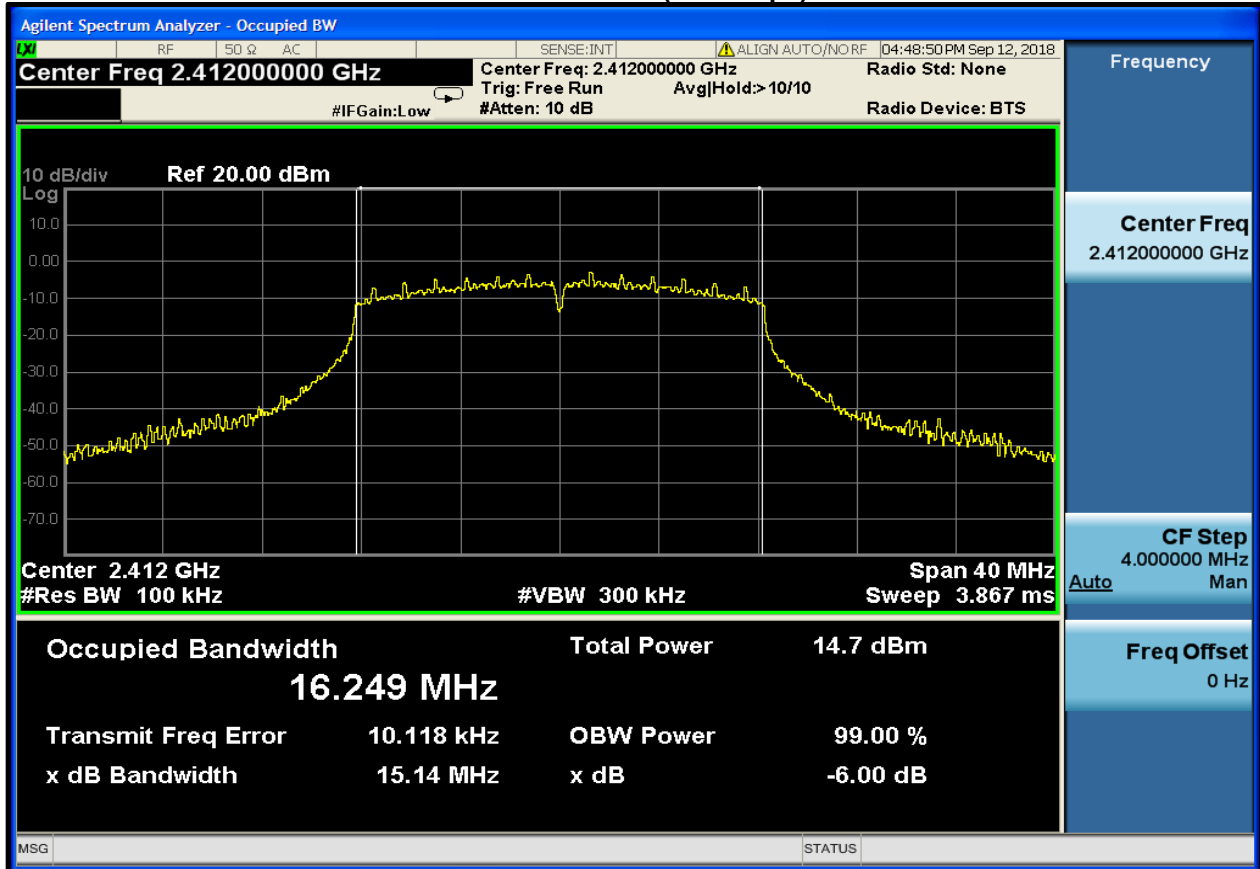 Agilent Spectrum Analyzer - Occupied BW
LXI RF 50 Ω AC SENSE:INT ALIGN AUTO/NO RF 04:48:50 PM Sep 12, 2018
Center Freq 2.412000000 GHz
Center Freq: 2.412000000 GHz Radio Std: None
Trig: Free Run Avg|Hold:>10/10
#IFGain:Low #Atten: 10 dB Radio Device: BTS
10 dB/div Ref 20.00 dBm
Log
10.0
0.00
-10.0
-20.0
-30.0
-40.0
-50.0
-60.0
-70.0
Center 2.412 GHz Span 40 MHz
#Res BW 100 kHz #VBW 300 kHz Sweep 3.867 ms
Occupied Bandwidth Total Power 14.7 dBm
16.249 MHz
Transmit Freq Error 10.118 kHz OBW Power 99.00 %
x dB Bandwidth 15.14 MHz x dB -6.00 dB
MSG STATUS
Frequency
Center Freq
2.412000000 GHz
CF Step
4.000000 MHz
Auto Man
Freq Offset
0 Hz